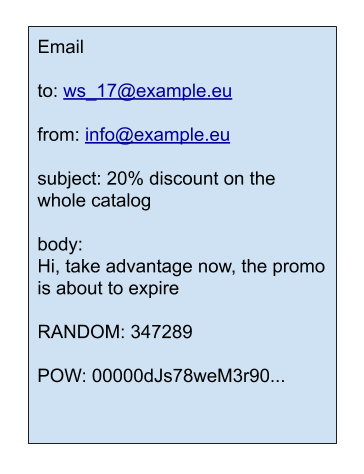 Email
to: ws_17@example.eu
from: info@example.eu
subject: 20% discount on the
whole catalog
body:
Hi, take advantage now, the promo
is about to expire
RANDOM: 347289
POW: 00000dJs78weM3r90...